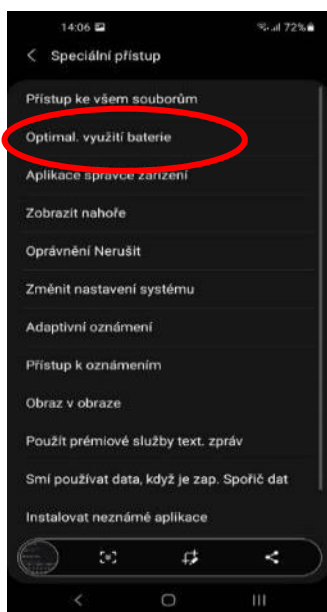 14:06 72%
Speciální přístup
Přístup ke všem souborům
Optimal. využití baterie
Aplikace správce zařízení
Zobrazit nahoře
Oprávnění Nerušit
Změnit nastavení systému
Adaptivní oznámení
Přístup k oznámením
Obraz v obraze
Použít prémiové služby text. zpráv
Smí používat data, když je zap. Spořič dat
Instalovat neznámé aplikace